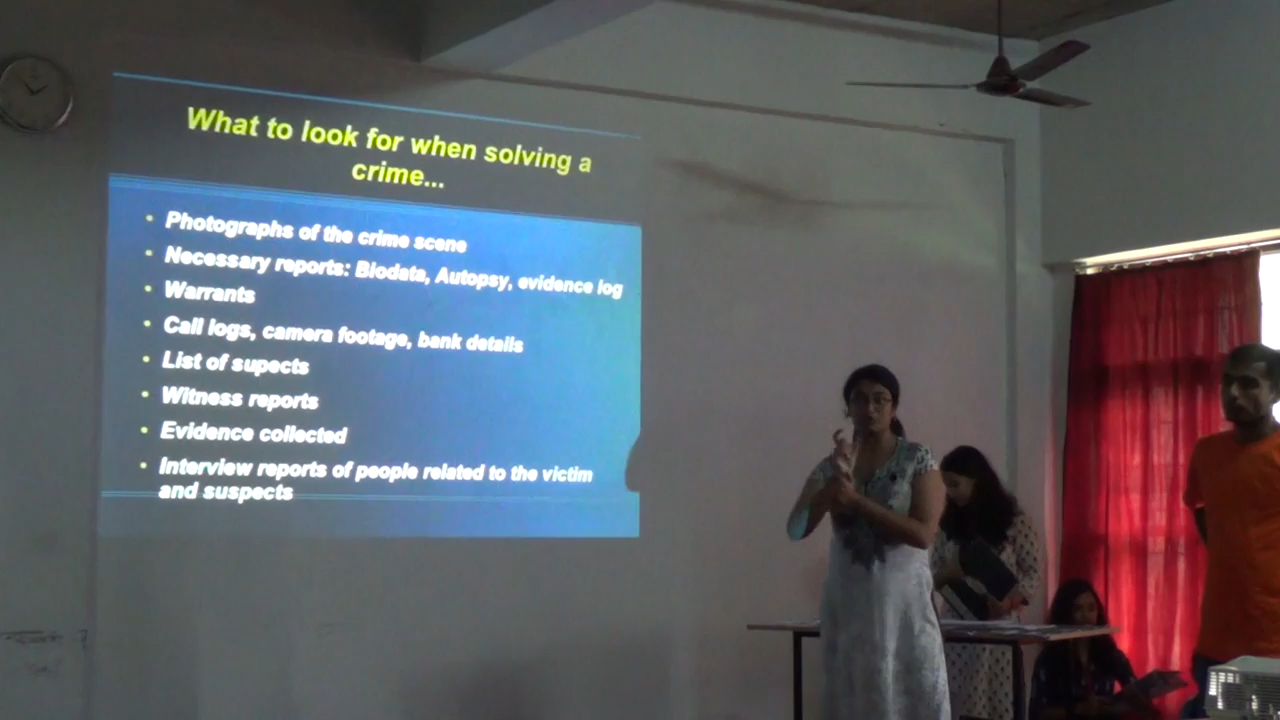 What to look for when solving a
crime...
• Photographs of the crime scene
• Necessary reports: Biodata, Autopsy, evidence log
• Warrants
• Call logs, camera footage, bank details
• List of supects
• Witness reports
• Evidence collected
• Interview reports of people related to the victim
and suspects